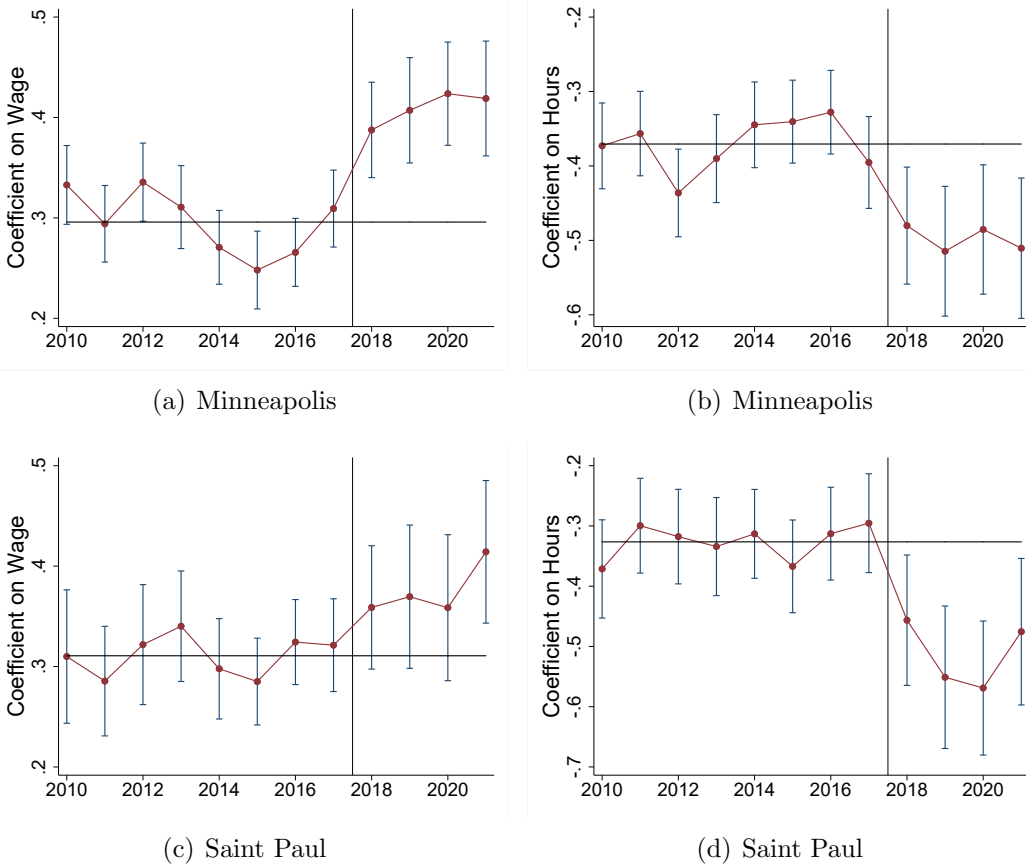 Coefficient on Wage
.5
.4
.3
.2
2010 2012 2014 2016 2018 2020
(a) Minneapolis
Coefficient on Hours
-.2
-.3
-.4
-.5
-.6
2010 2012 2014 2016 2018 2020
(b) Minneapolis
Coefficient on Wage
.5
.4
.3
.2
2010 2012 2014 2016 2018 2020
(c) Saint Paul
Coefficient on Hours
-.2
-.3
-.4
-.5
-.6
-.7
2010 2012 2014 2016 2018 2020
(d) Saint Paul